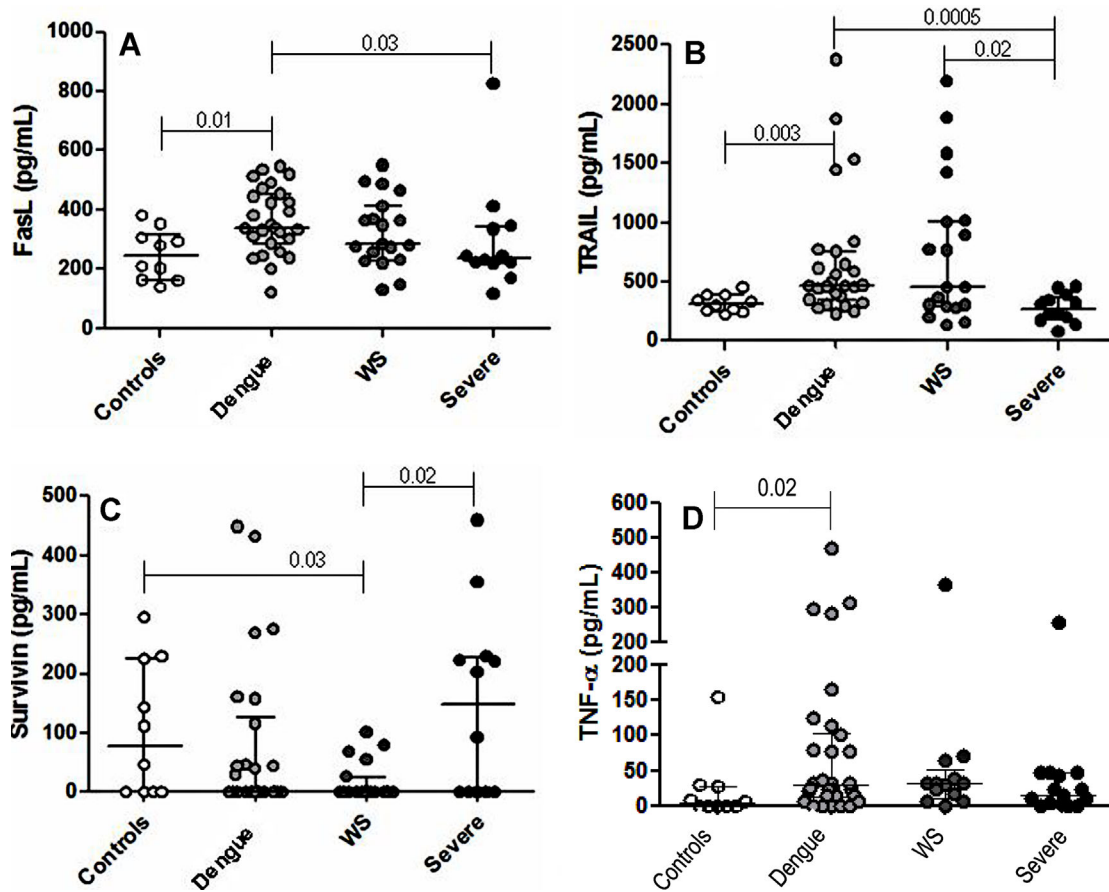 A
FasL (pg/mL)
1000
800
600
400
200
0
0.01
0.03
Controls
Dengue
WS
Severe
B
TRAIL (pg/mL)
2500
2000
1500
1000
500
0
0.0005
0.02
0.003
Controls
Dengue
WS
Severe
C
Survivin (pg/mL)
500
400
300
200
100
0
0.02
0.03
Controls
Dengue
WS
Severe
D
TNF-α (pg/mL)
600
500
400
300
200
200
150
100
50
0
0.02
Controls
Dengue
WS
Severe